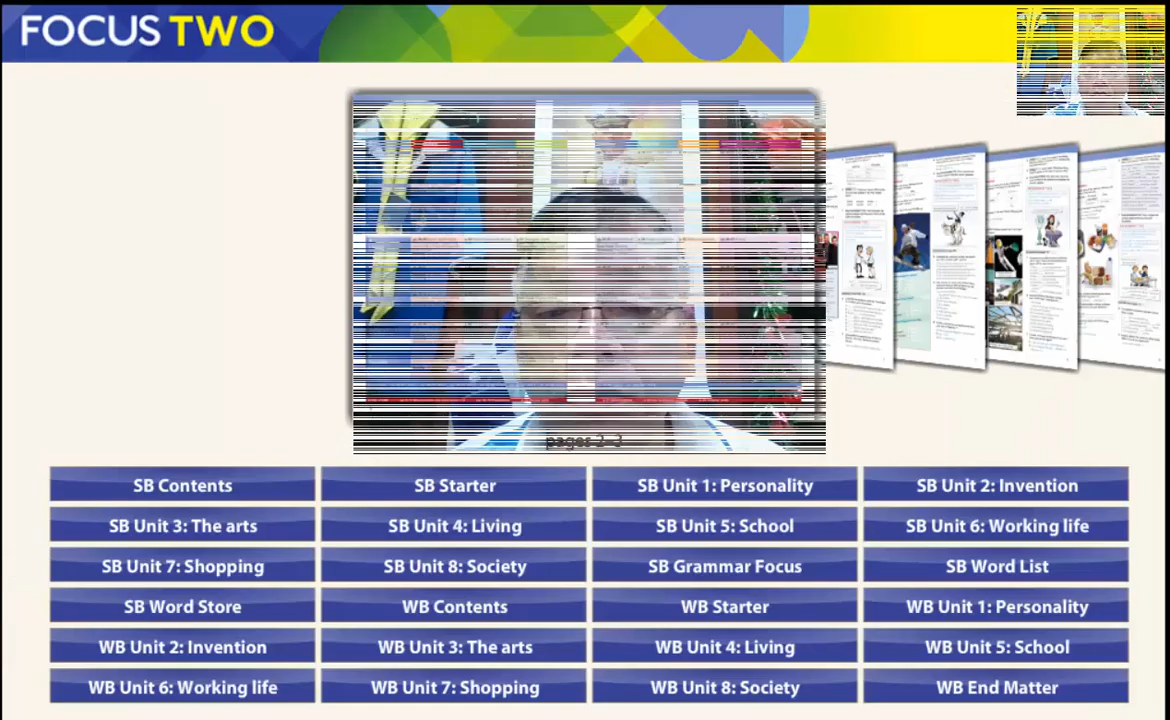 FOCUS TWO
pages 2–3
SB Contents
SB Starter
SB Unit 1: Personality
SB Unit 2: Invention
SB Unit 3: The arts
SB Unit 4: Living
SB Unit 5: School
SB Unit 6: Working life
SB Unit 7: Shopping
SB Unit 8: Society
SB Grammar Focus
SB Word List
SB Word Store
WB Contents
WB Starter
WB Unit 1: Personality
WB Unit 2: Invention
WB Unit 3: The arts
WB Unit 4: Living
WB Unit 5: School
WB Unit 6: Working life
WB Unit 7: Shopping
WB Unit 8: Society
WB End Matter